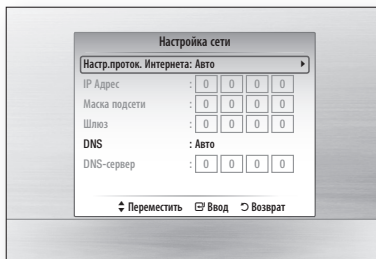 Настройка сети
Настр.проток. Интернета: Авто
IP Адрес : 0 0 0 0
Маска подсети : 0 0 0 0
Шлюз : 0 0 0 0
DNS : Авто
DNS-сервер : 0 0 0 0
Переместить Ввод Возврат